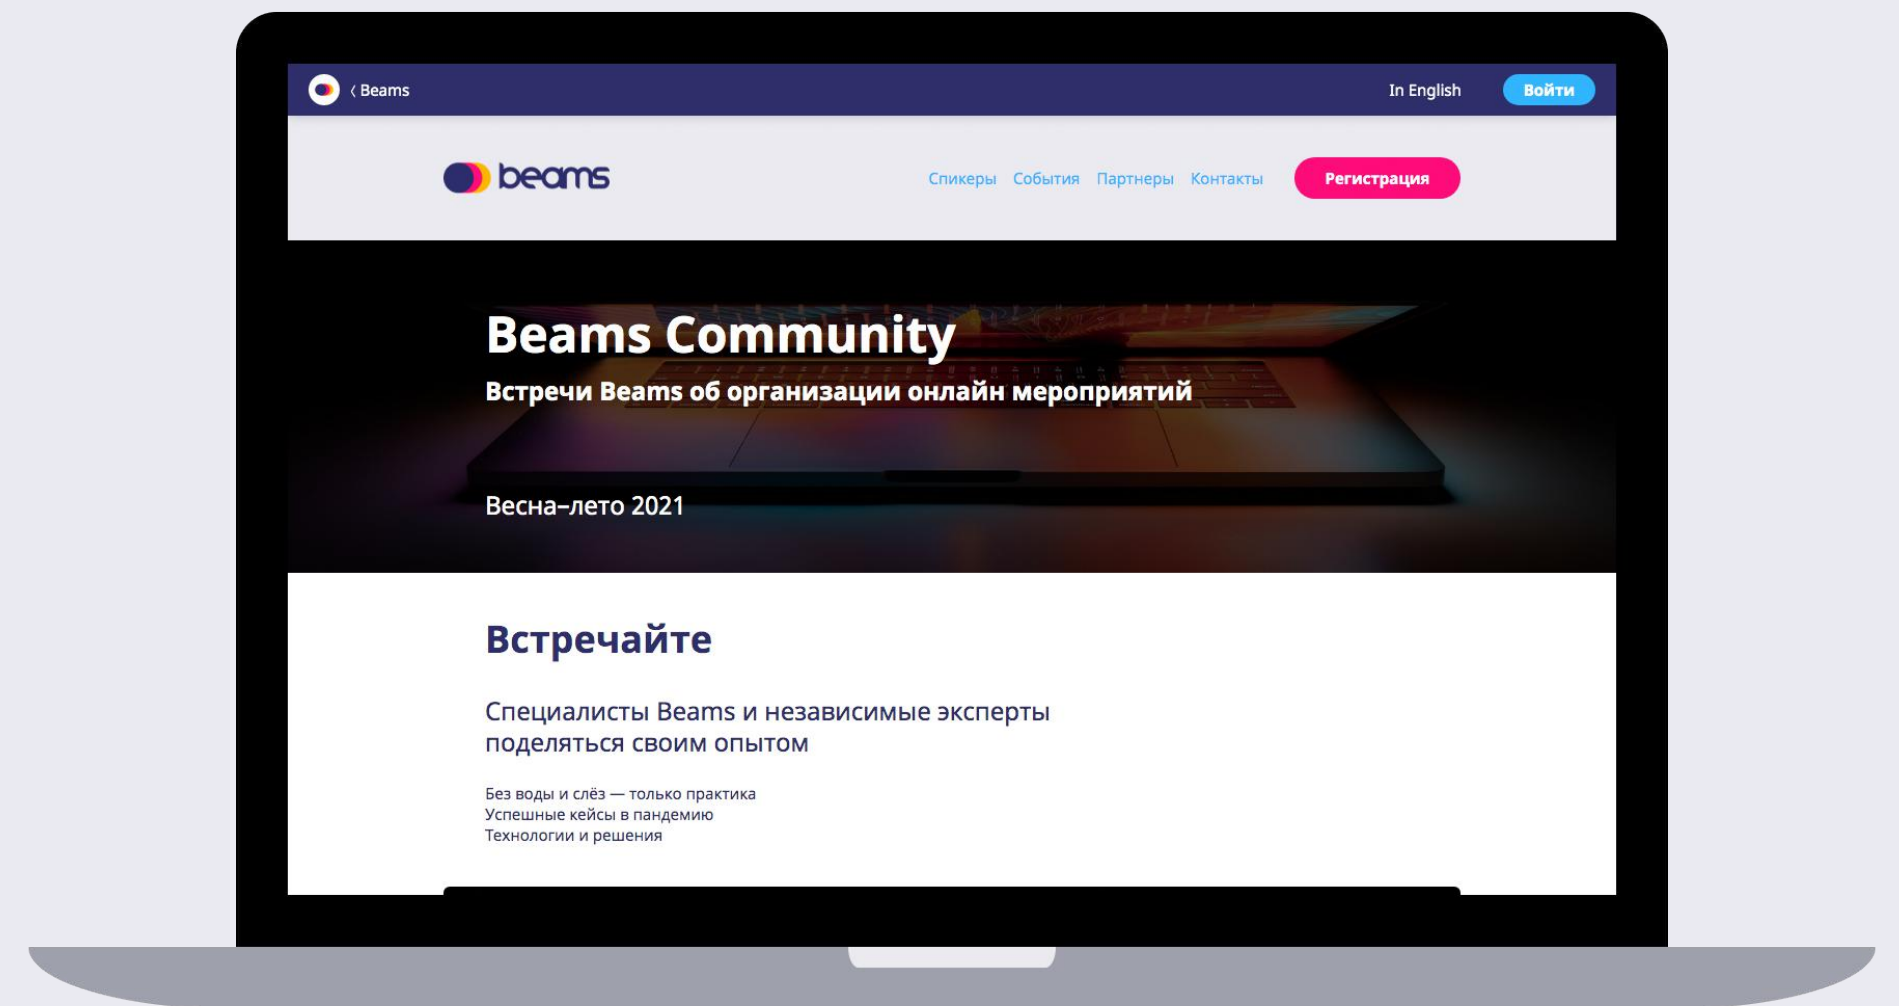 ‹ Beams
In English
Войти
beams
Спикеры События Партнеры Контакты
Регистрация
Beams Community
Встречи Beams об организации онлайн мероприятий
Весна–лето 2021
Встречайте
Специалисты Beams и независимые эксперты
поделяться своим опытом
Без воды и слёз — только практика
Успешные кейсы в пандемию
Технологии и решения